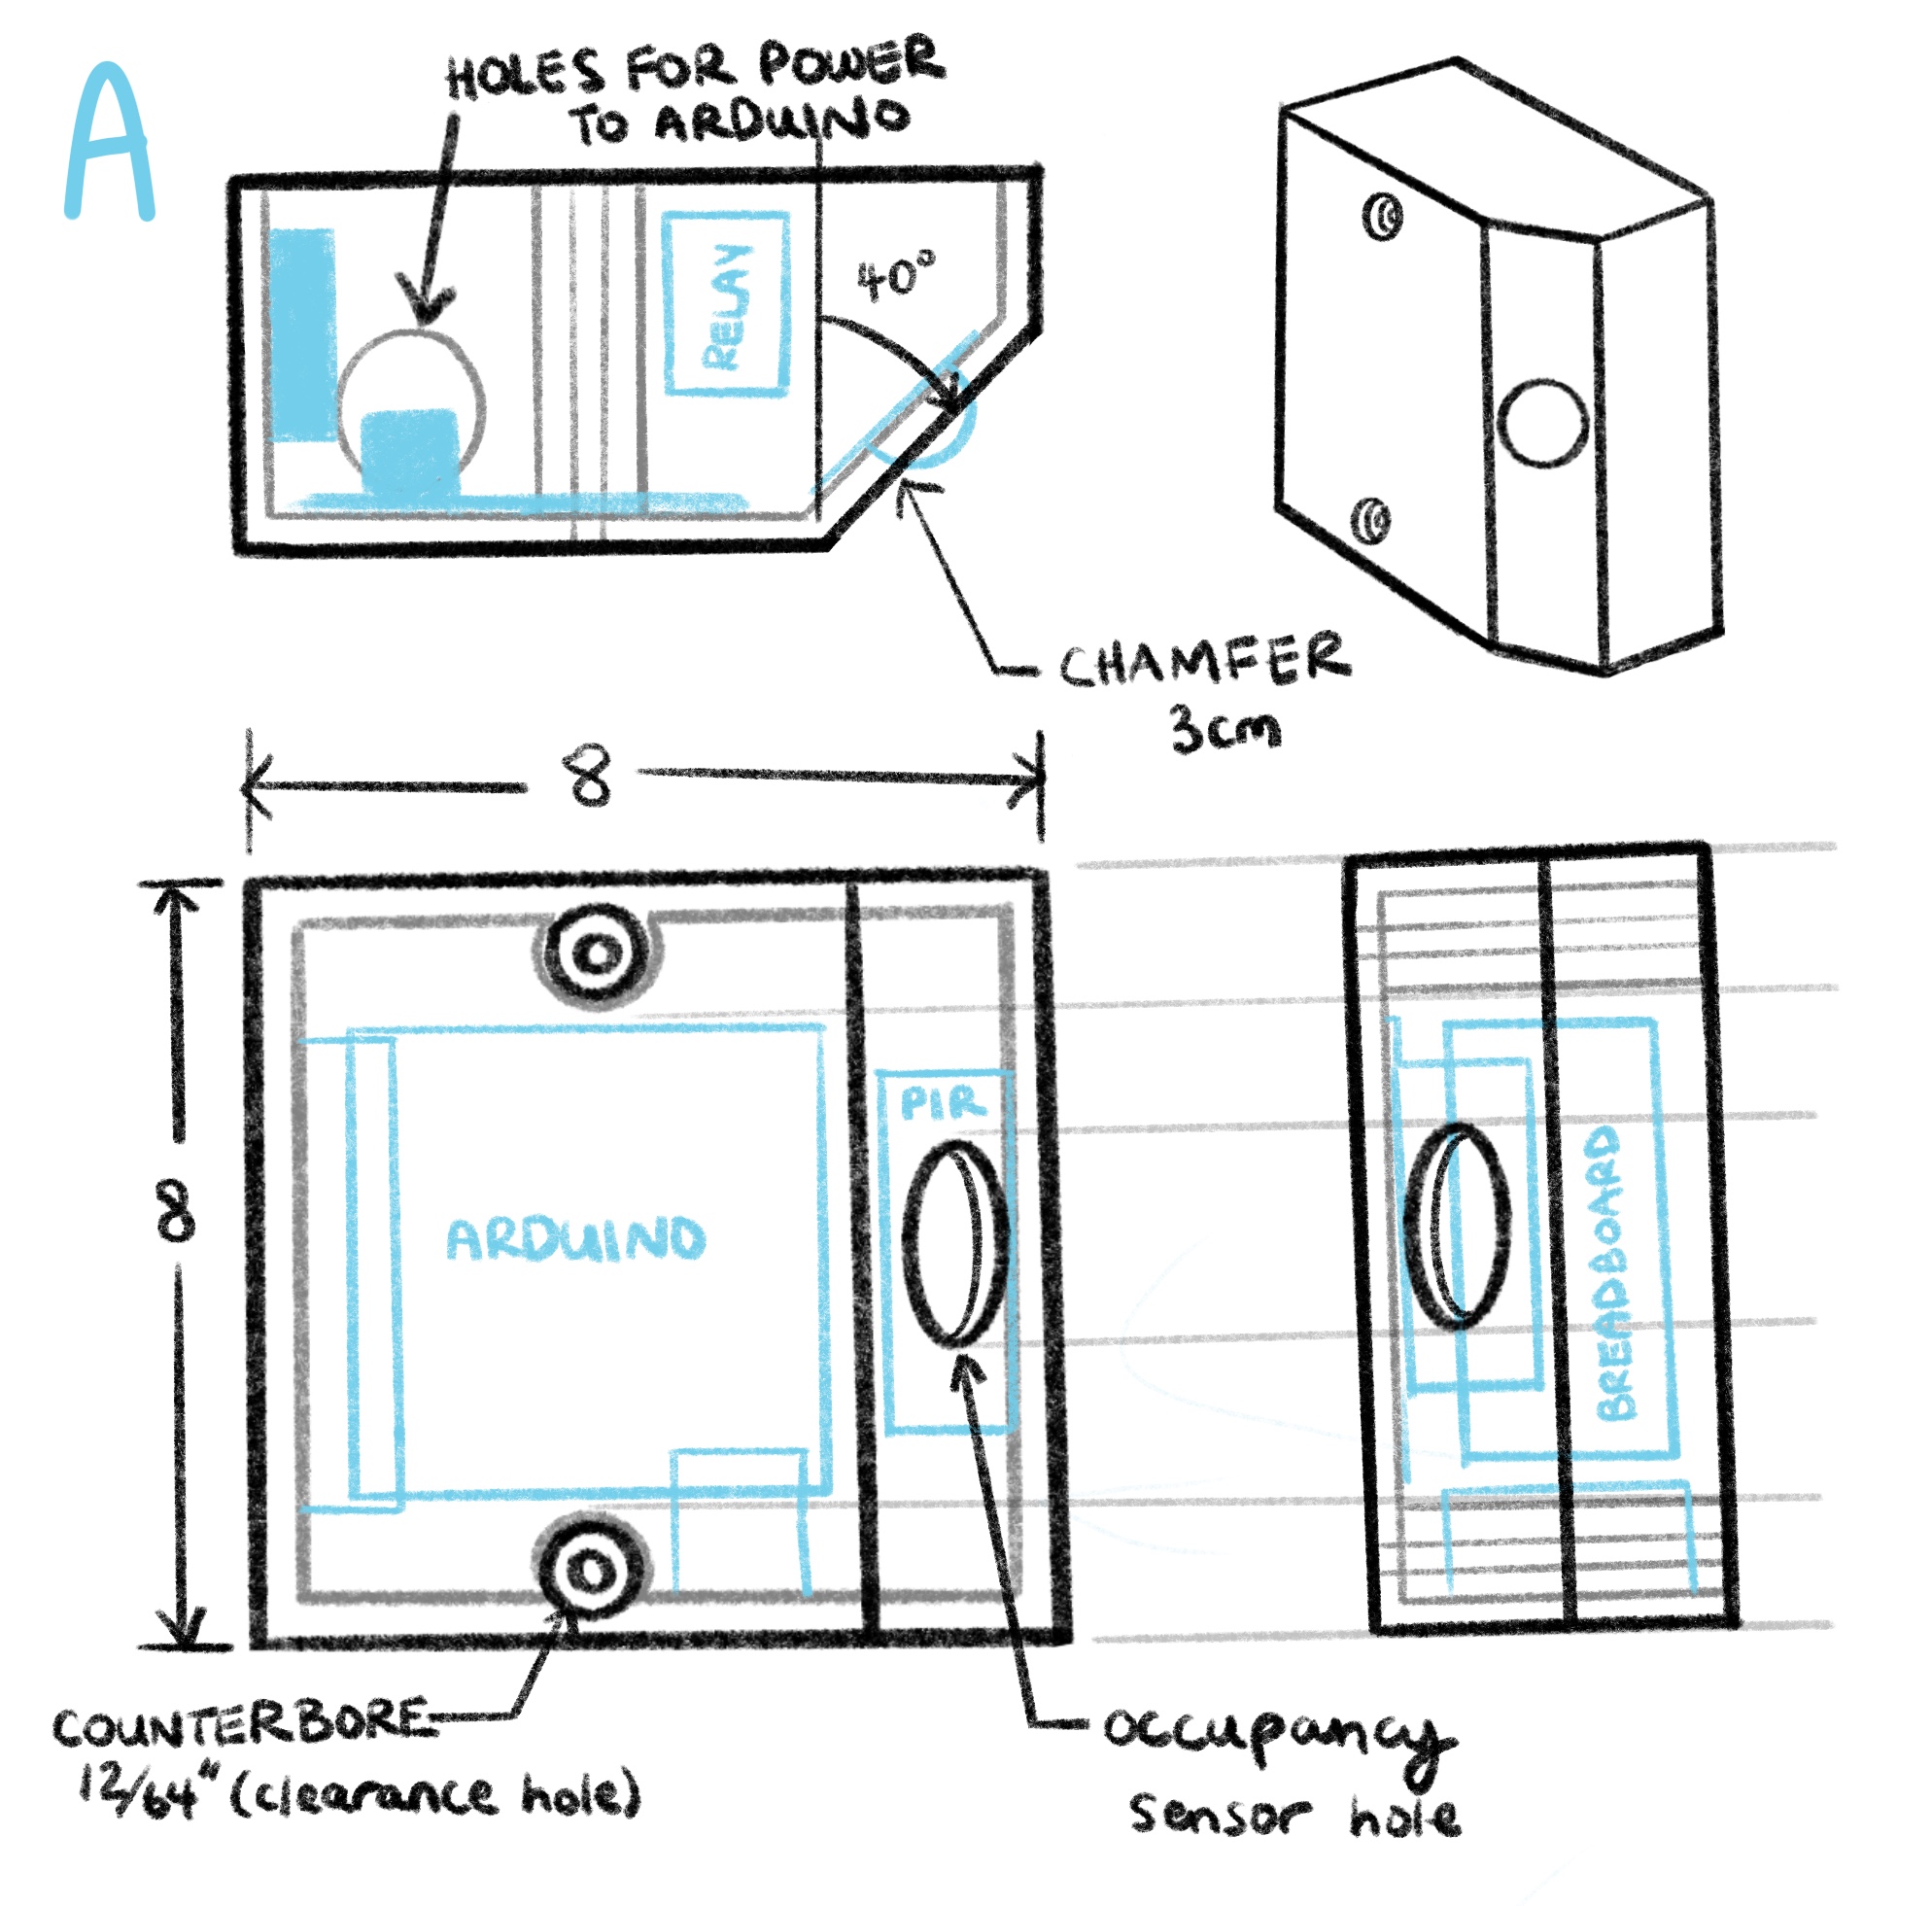 A
HOLES FOR POWER
TO ARDUINO
RELAY
40°
CHAMFER
3cm
8
8
PIR
ARDUINO
BREADBOARD
COUNTERBORE
12/64" (clearance hole)
occupancy
sensor hole